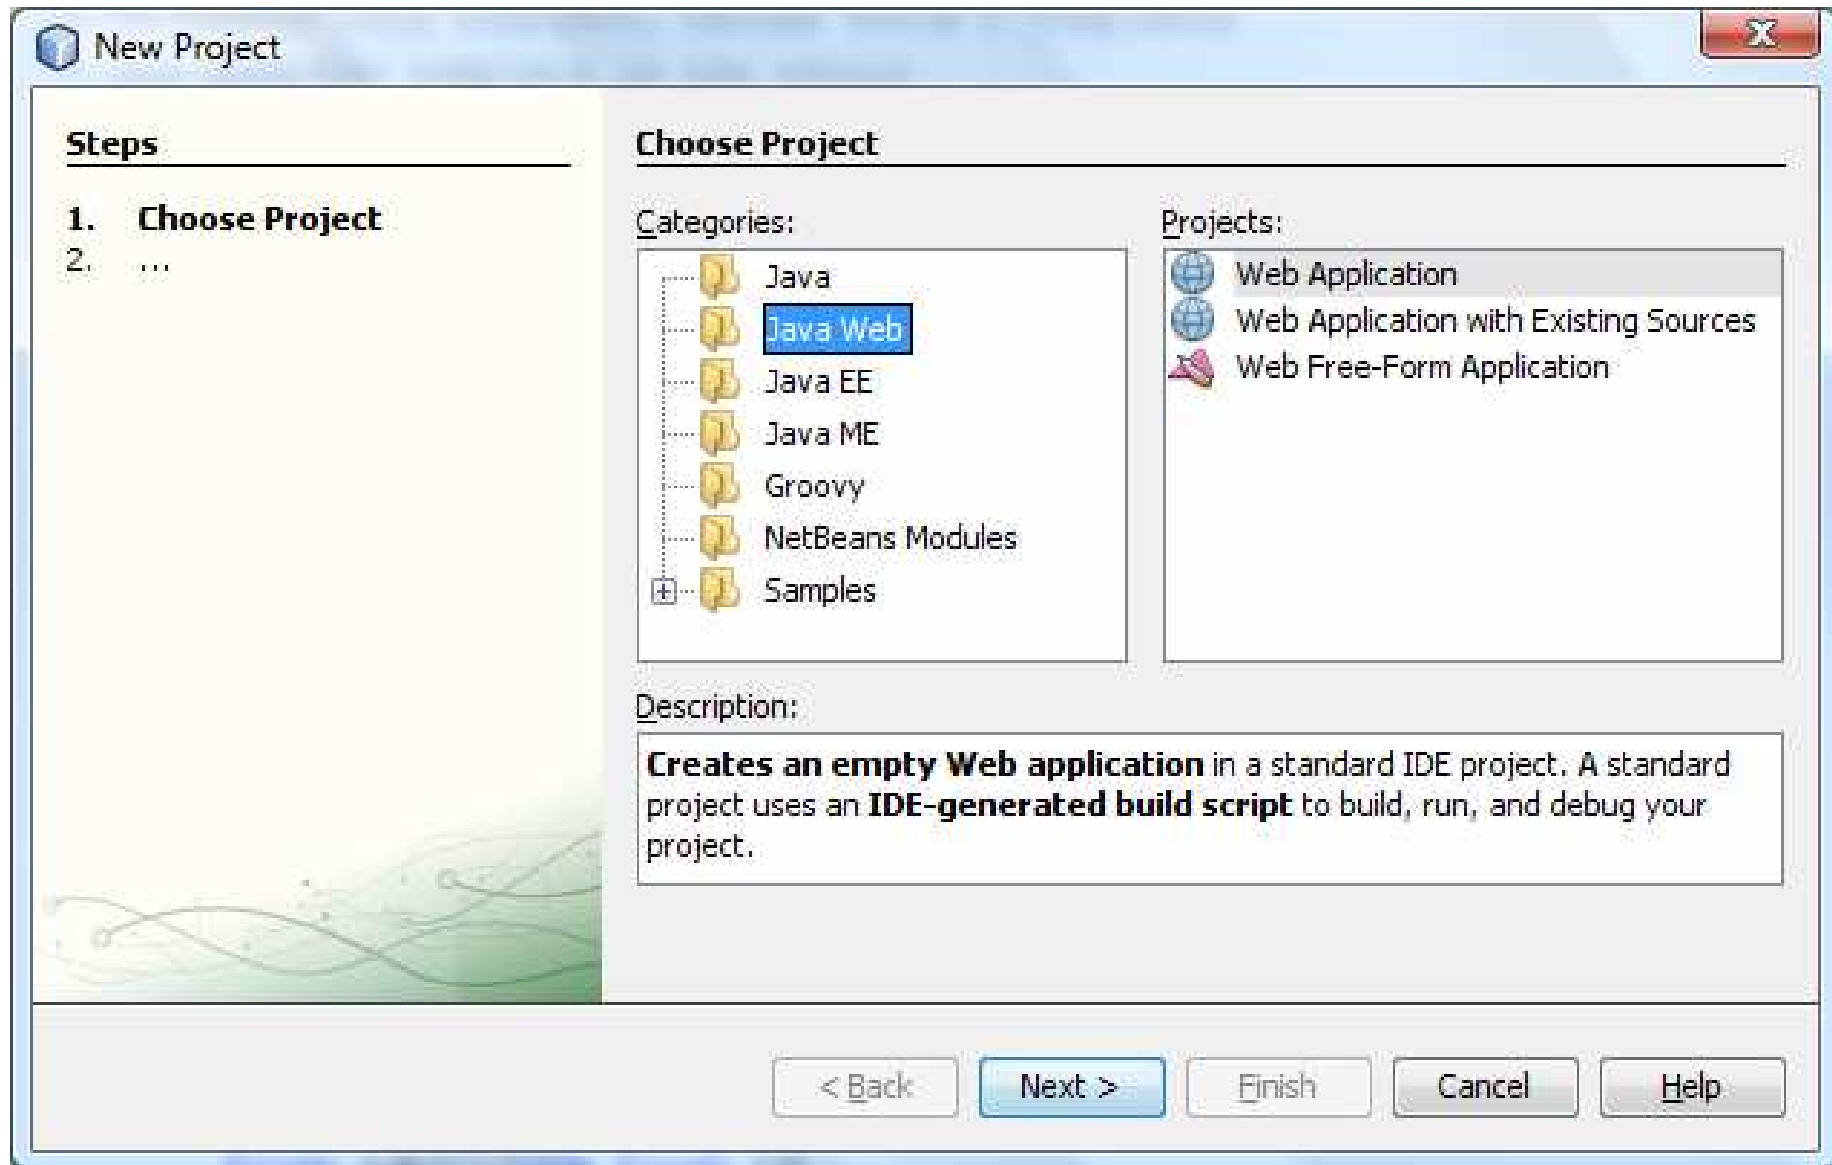 New Project
X
Steps
1. Choose Project
2. ...
Choose Project
Categories:
Java
Java Web
Java EE
Java ME
Groovy
NetBeans Modules
Samples
Projects:
Web Application
Web Application with Existing Sources
Web Free-Form Application
Description:
Creates an empty Web application in a standard IDE project. A standard
project uses an IDE-generated build script to build, run, and debug your
project.
< Back
Next >
Finish
Cancel
Help